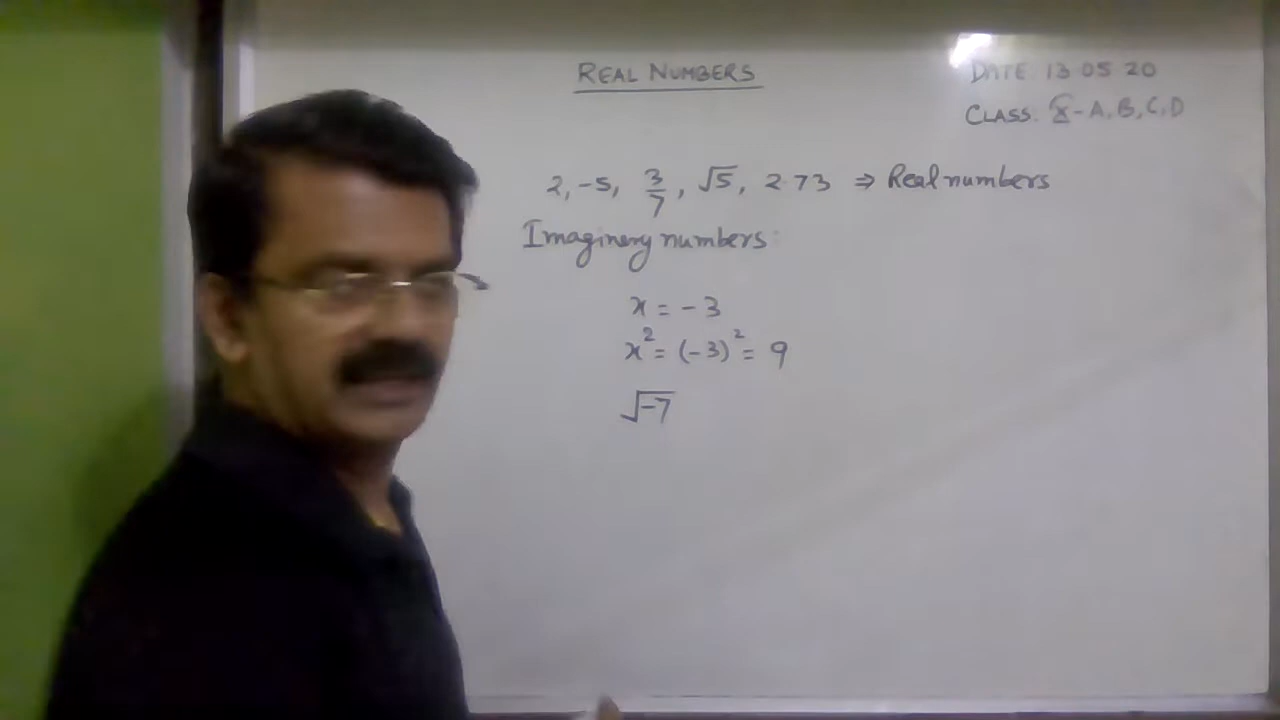 REAL NUMBERS
DATE: 13.05.20
CLASS: X - A, B, C, D
2, -5, 3/7, √5, 2.73 ⇒ Real numbers
Imaginery numbers:
x = -3
x² = (-3)² = 9
√-7